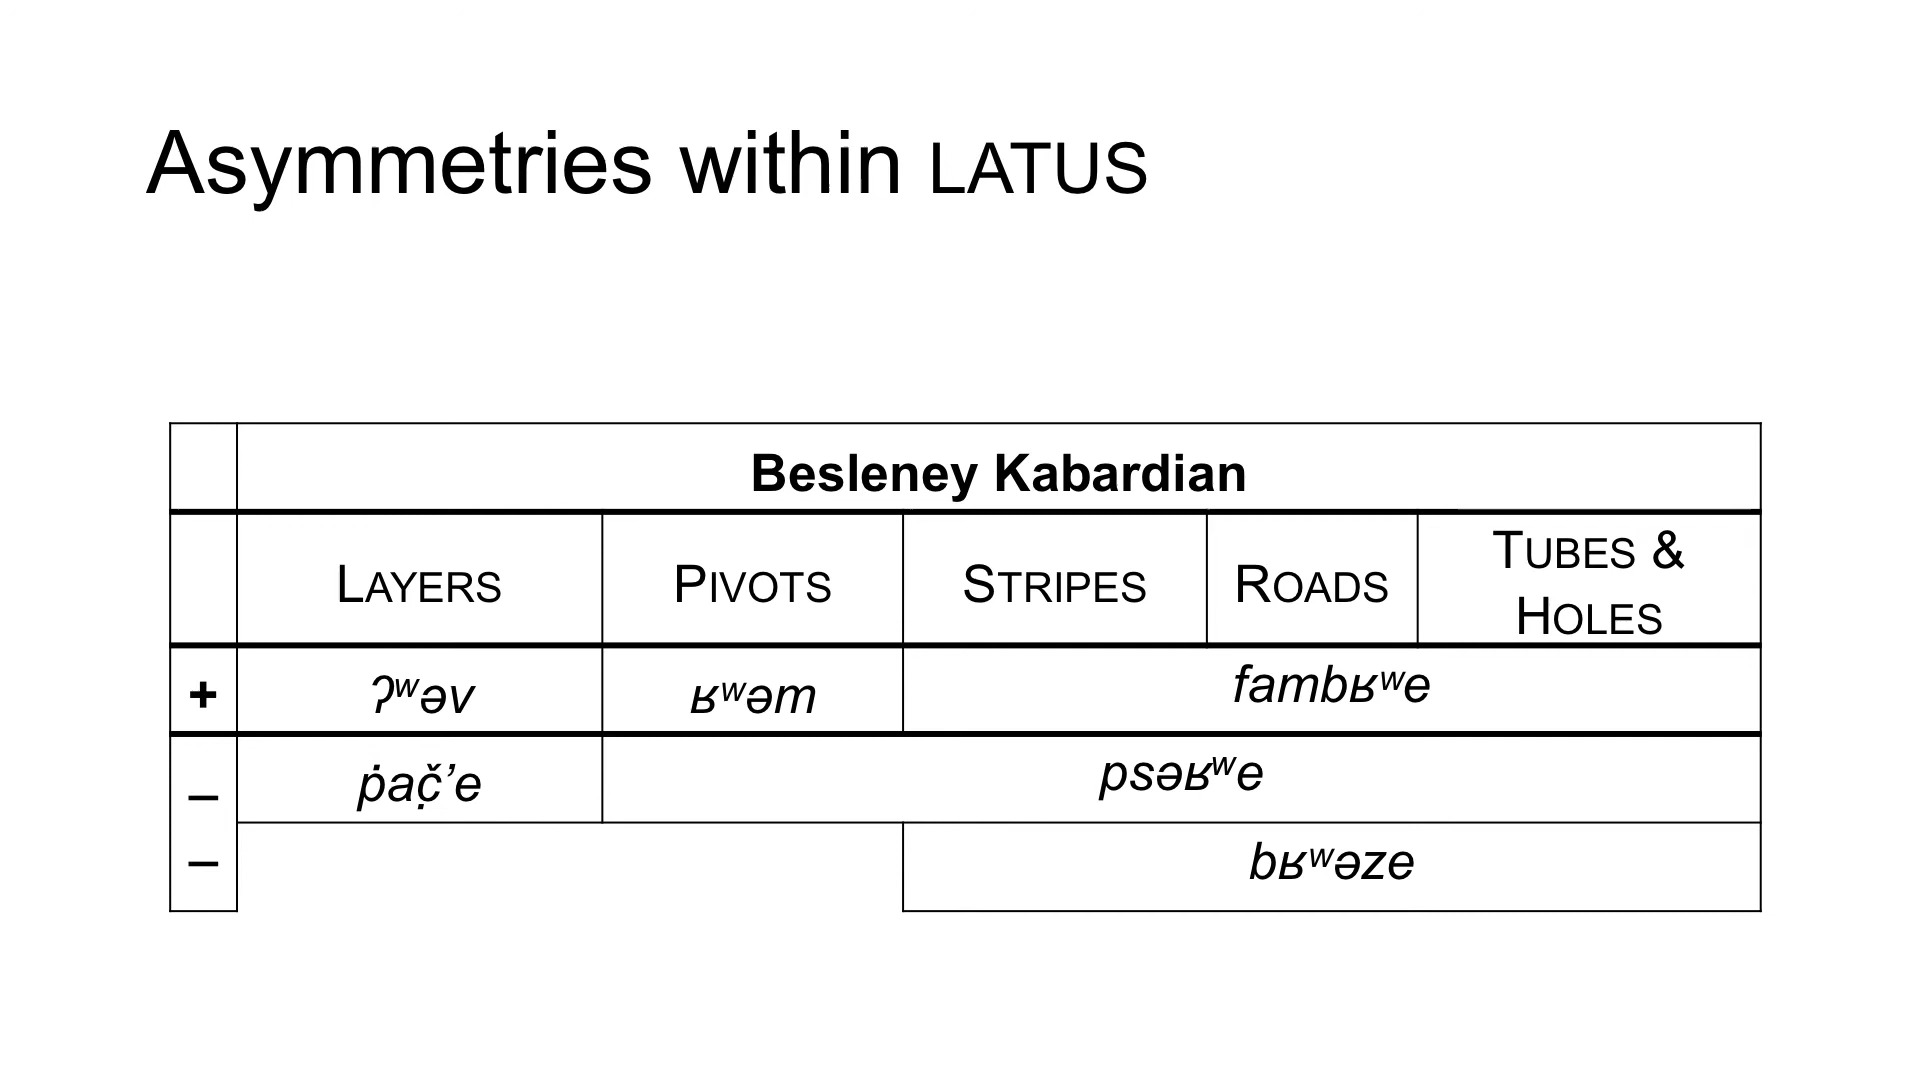 Asymmetries within LATUS
Besleney Kabardian
LAYERS PIVOTS STRIPES ROADS TUBES &
HOLES
+ ʔʷəv ʁʷəm fambʁʷe
– ṗač̣’e psəʁʷe
– bʁʷəze